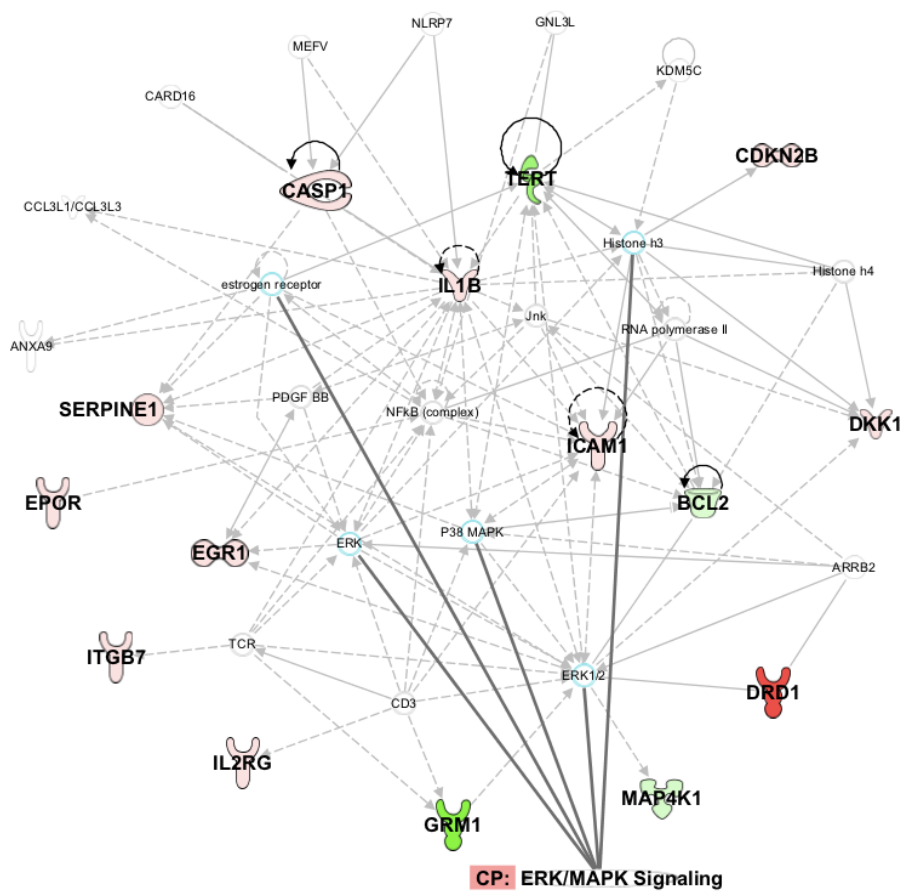 NLRP7
GNL3L
MEFV
KDM5C
CARD16
CDKN2B
TERT
CASP1
CCL3L1/CCL3L3
Histone h3
Histone h4
estrogen receptor
IL1B
Jnk
RNA polymerase II
ANXA9
PDGF BB
SERPINE1
NFkB (complex)
DKK1
ICAM1
EPOR
BCL2
P38 MAPK
ERK
EGR1
ARRB2
TCR
ITGB7
ERK1/2
DRD1
CD3
IL2RG
MAP4K1
GRM1
CP: ERK/MAPK Signaling